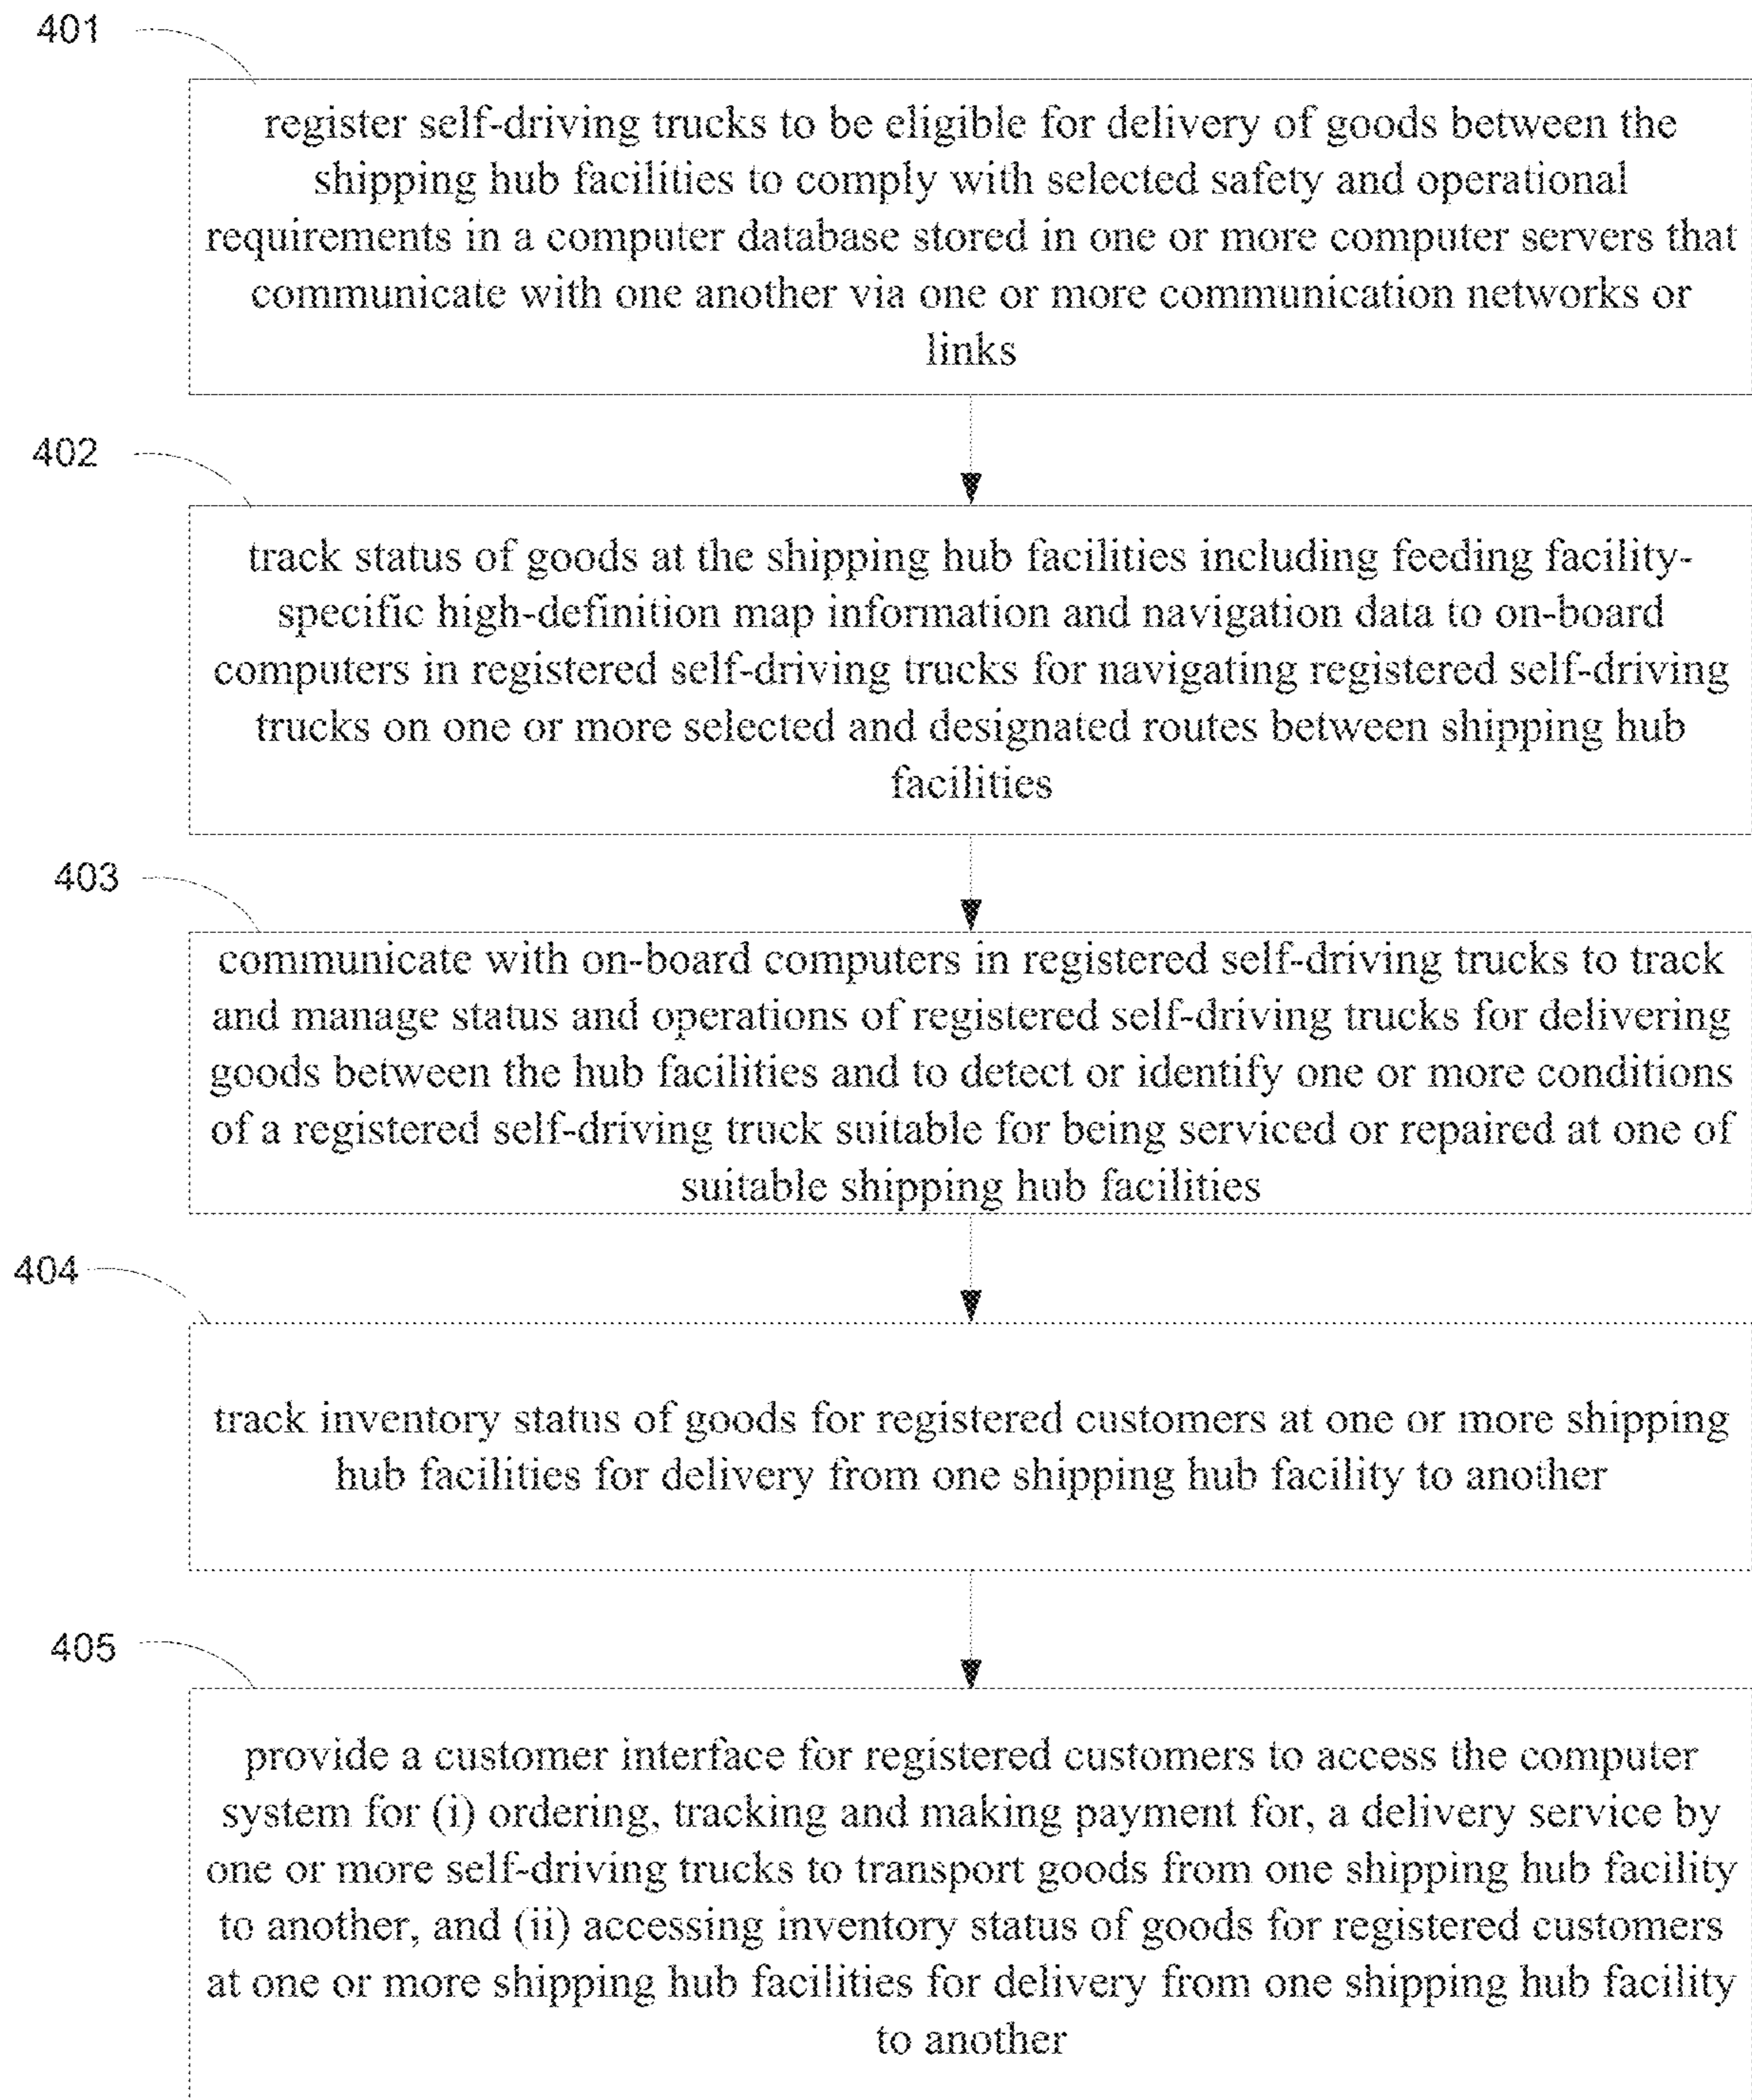 401
register self-driving trucks to be eligible for delivery of goods between the
shipping hub facilities to comply with selected safety and operational
requirements in a computer database stored in one or more computer servers that
communicate with one another via one or more communication networks or
links
402
track status of goods at the shipping hub facilities including feeding facility-
specific high-definition map information and navigation data to on-board
computers in registered self-driving trucks for navigating registered self-driving
trucks on one or more selected and designated routes between shipping hub
facilities
403
communicate with on-board computers in registered self-driving trucks to track
and manage status and operations of registered self-driving trucks for delivering
goods between the hub facilities and to detect or identify one or more conditions
of a registered self-driving truck suitable for being serviced or repaired at one of
suitable shipping hub facilities
404
track inventory status of goods for registered customers at one or more shipping
hub facilities for delivery from one shipping hub facility to another
405
provide a customer interface for registered customers to access the computer
system for (i) ordering, tracking and making payment for, a delivery service by
one or more self-driving trucks to transport goods from one shipping hub facility
to another, and (ii) accessing inventory status of goods for registered customers
at one or more shipping hub facilities for delivery from one shipping hub facility
to another